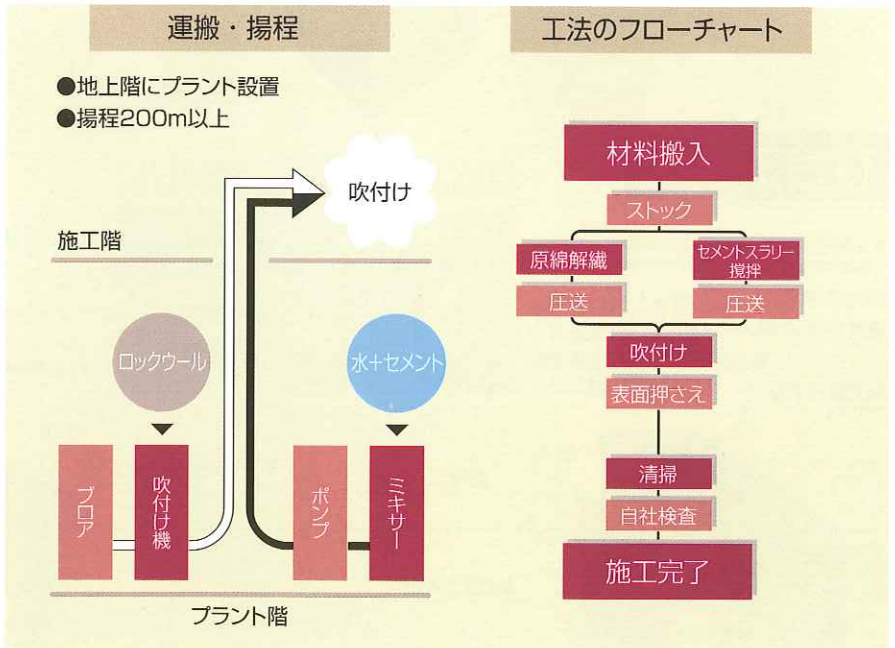 運搬・揚程
●地上階にプラント設置
●揚程200m以上
吹付け
施工階
ロックウール
水+セメント
ブロア
吹付け機
ポンプ
ミキサー
プラント階
工法のフローチャート
材料搬入
ストック
原綿解繊
セメントスラリー
攪拌
圧送
圧送
吹付け
表面押さえ
清掃
自社検査
施工完了